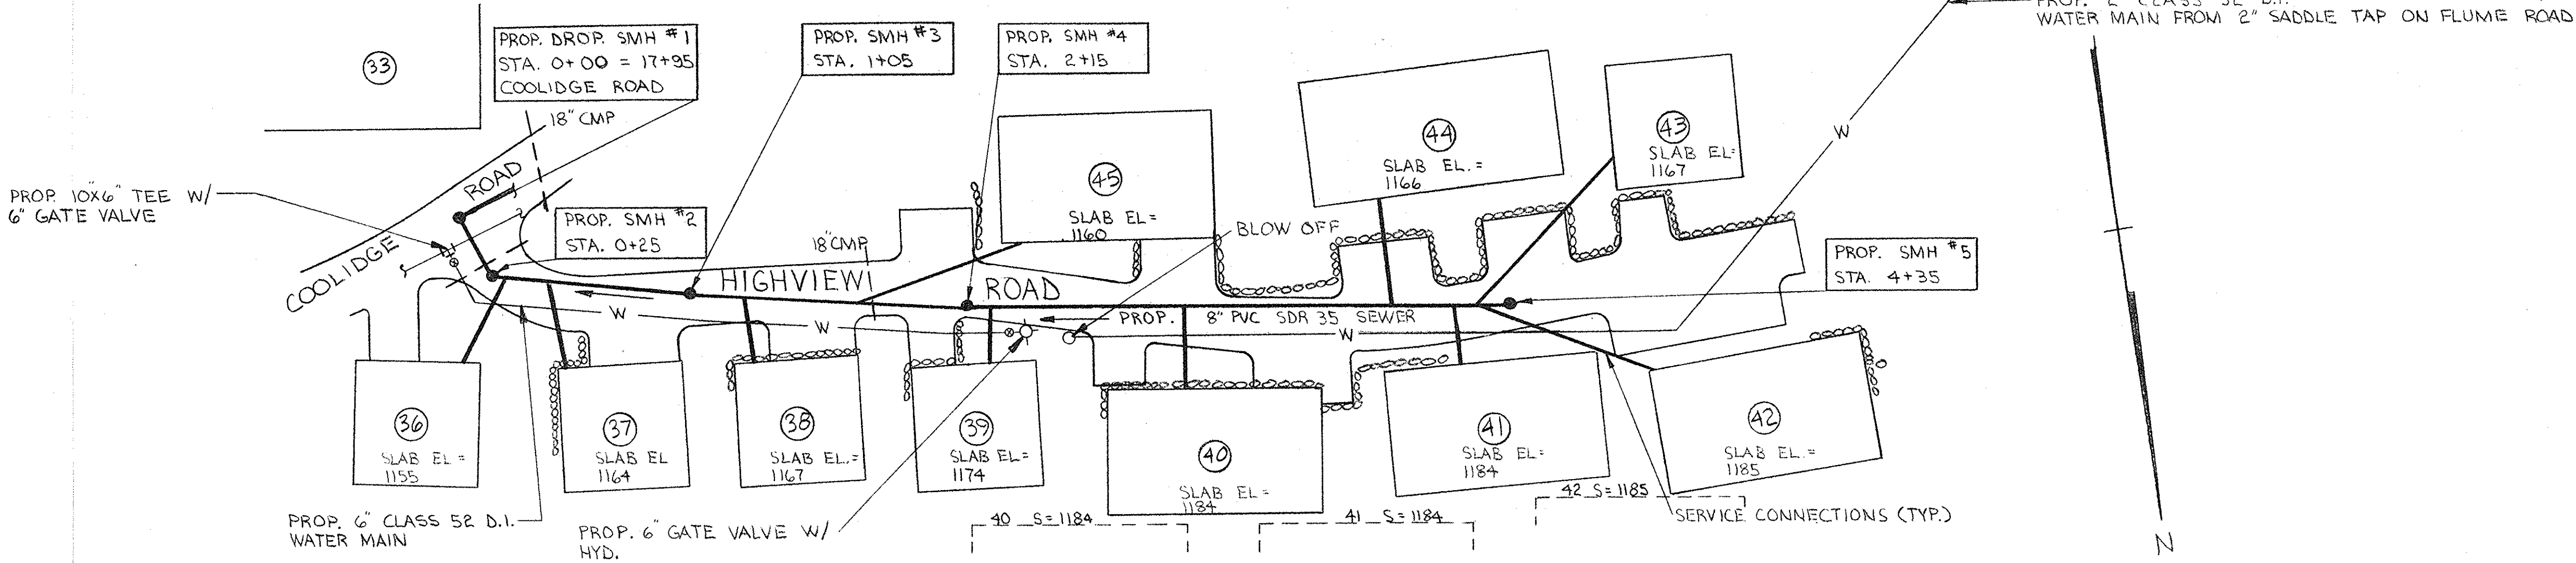 33
PROP. DROP. SMH #1
STA. 0+00 = 17+95
COOLIDGE ROAD
PROP. SMH #3
STA. 1+05
PROP. SMH #4
STA. 2+15
PROP. 2" CLASS 52 D.I.
WATER MAIN FROM 2" SADDLE TAP ON FLUME ROAD
18" CMP
PROP. 10"X6" TEE W/
6" GATE VALVE
COOLIDGE ROAD
PROP. SMH #2
STA. 0+25
18" CMP
HIGHVIEW ROAD
45
SLAB EL=
1160
BLOW OFF
44
SLAB EL.=
1166
43
SLAB EL=
1167
W
PROP. SMH #5
STA. 4+35
W
W
PROP. 8" PVC SDR 35 SEWER
W
36
SLAB EL =
1155
37
SLAB EL
1164
38
SLAB EL.=
1167
39
SLAB EL=
1174
40
SLAB EL=
1184
41
SLAB EL=
1184
42
SLAB EL.=
1185
PROP. 6" CLASS 52 D.I.
WATER MAIN
PROP. 6" GATE VALVE W/
HYD.
40 S=1184
41 S=1184
42 S=1185
SERVICE CONNECTIONS (TYP.)
N